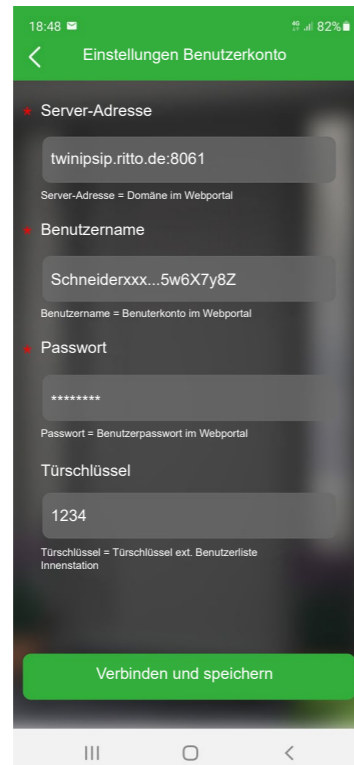 18:48 82%
Einstellungen Benutzerkonto
* Server-Adresse
twinipsip.ritto.de:8061
Server-Adresse = Domäne im Webportal
* Benutzername
Schneiderxxx...5w6X7y8Z
Benutzername = Benuterkonto im Webportal
* Passwort
********
Passwort = Benutzerpasswort im Webportal
Türschlüssel
1234
Türschlüssel = Türschlüssel ext. Benutzerliste
Innenstation
Verbinden und speichern